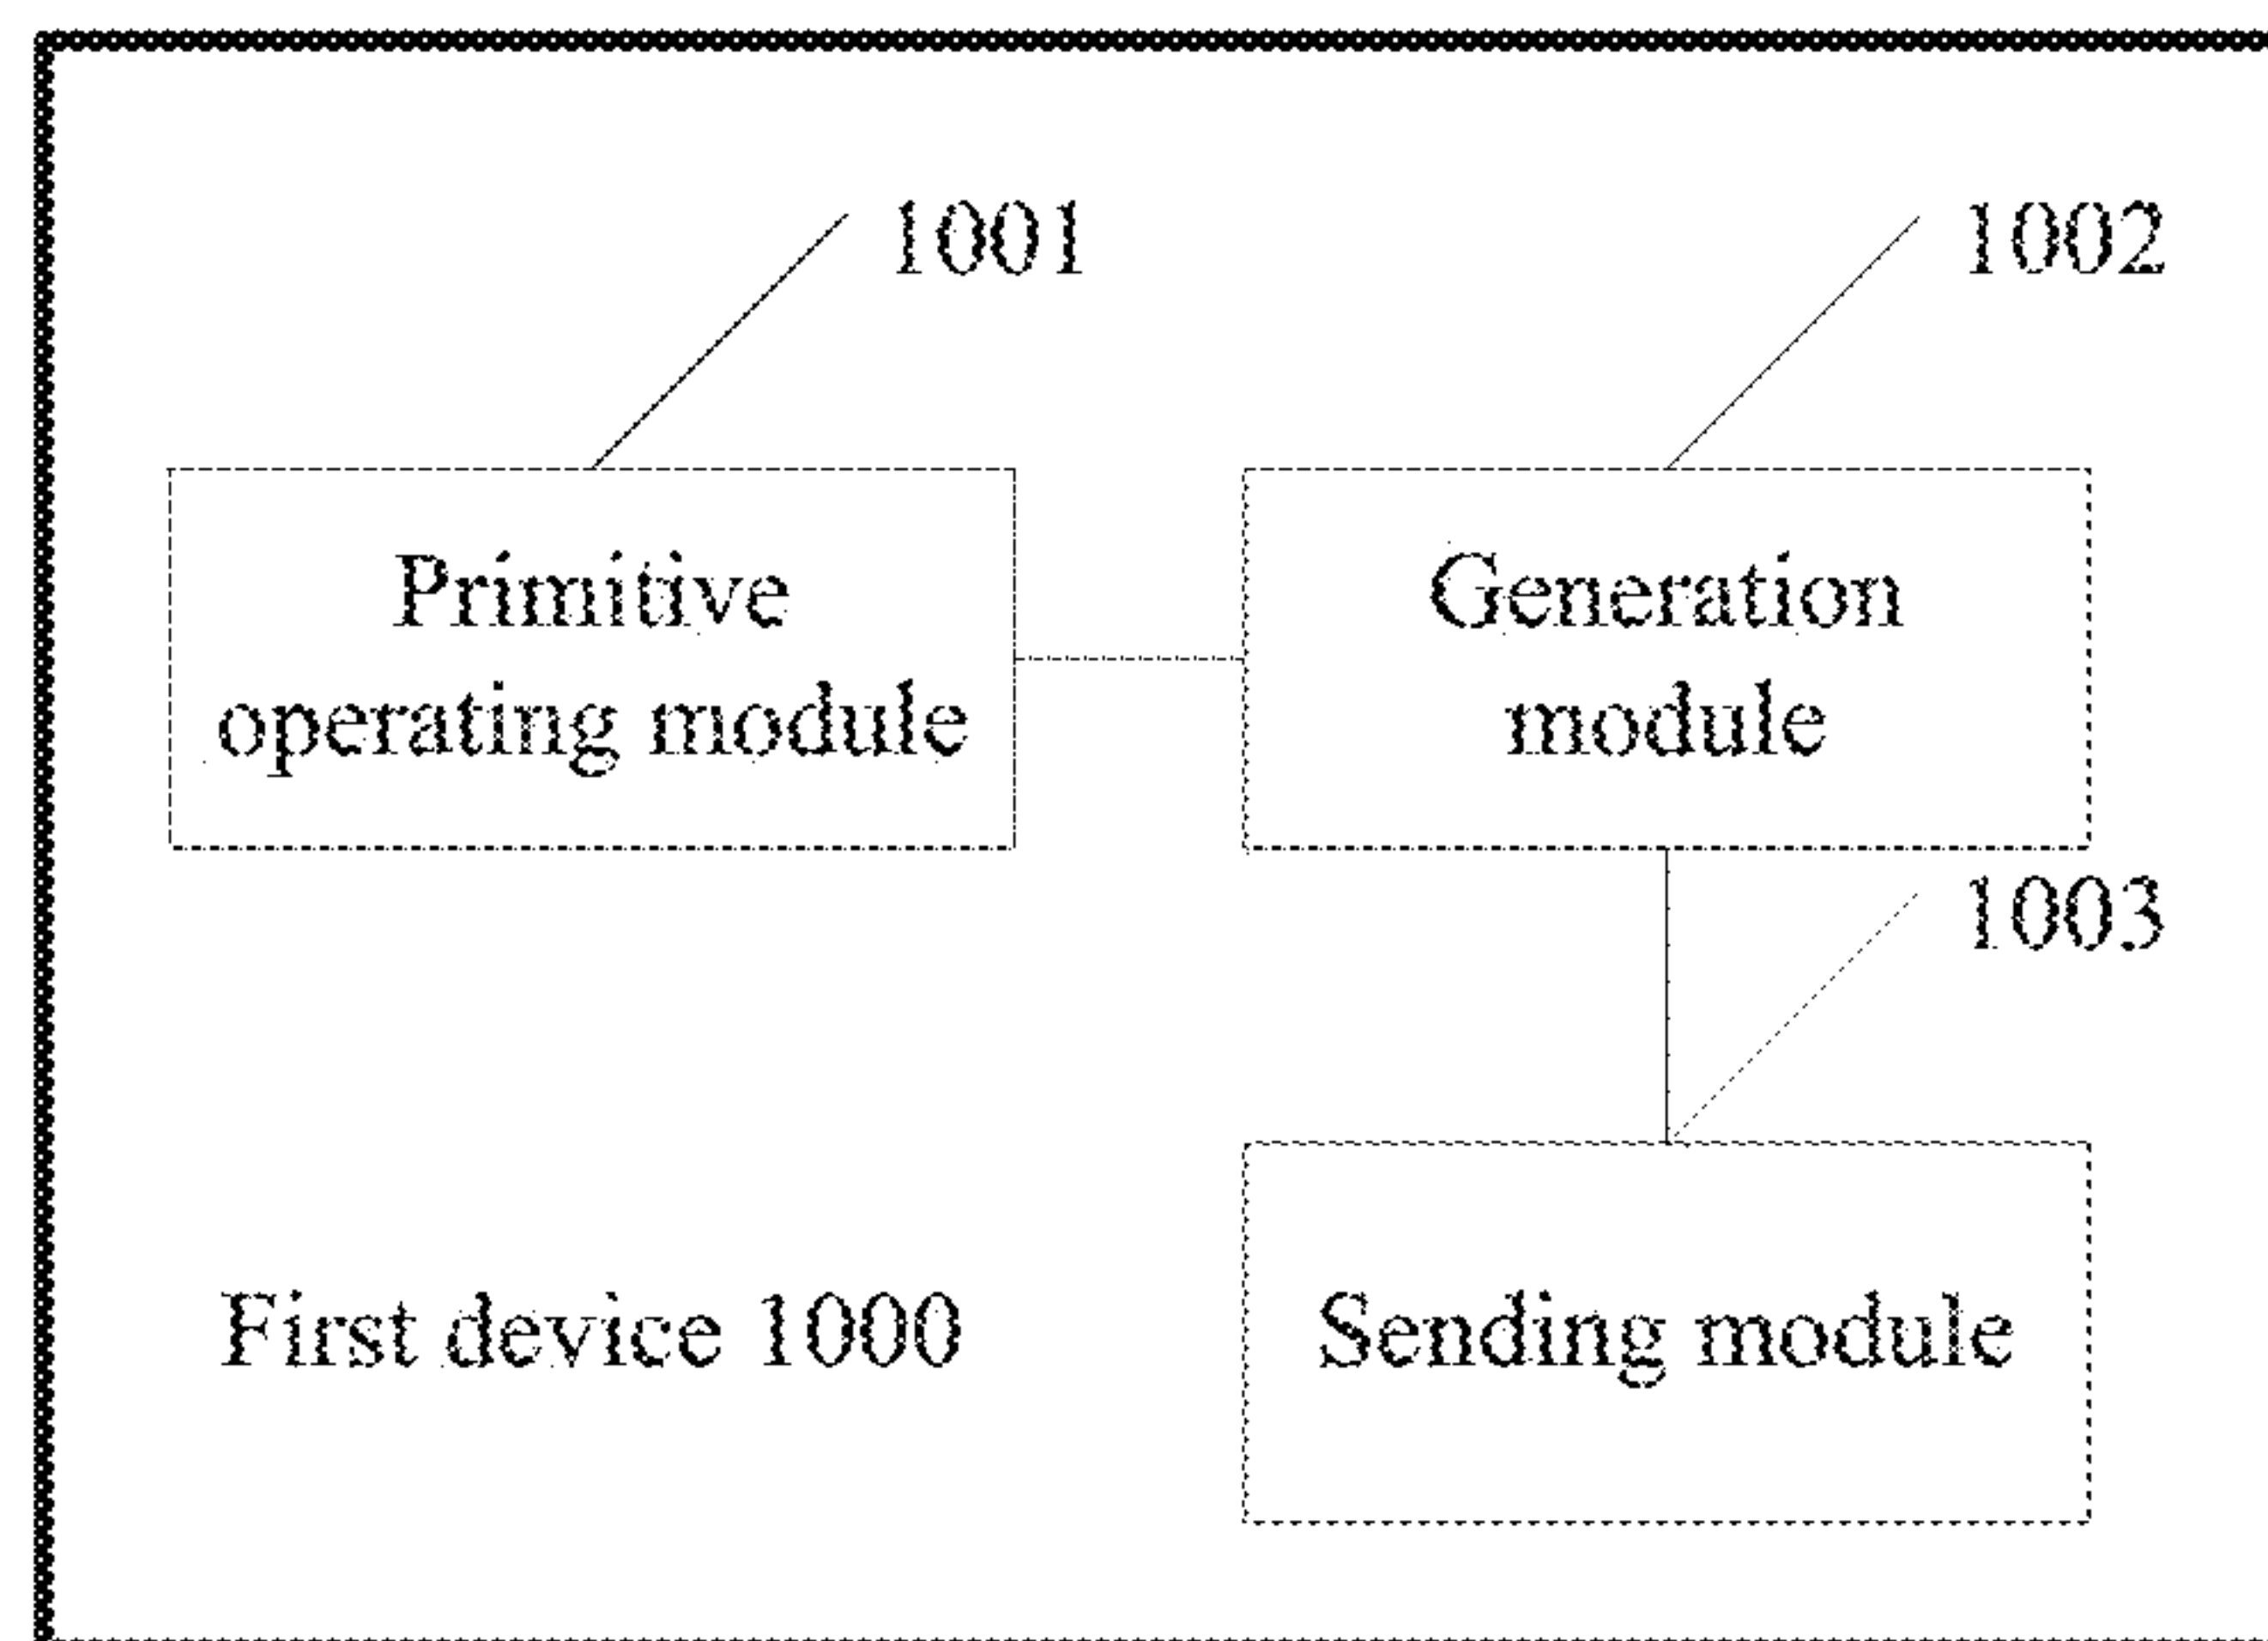 1001
1002
Primitive
operating module
Generation
module
1003
First device 1000
Sending module